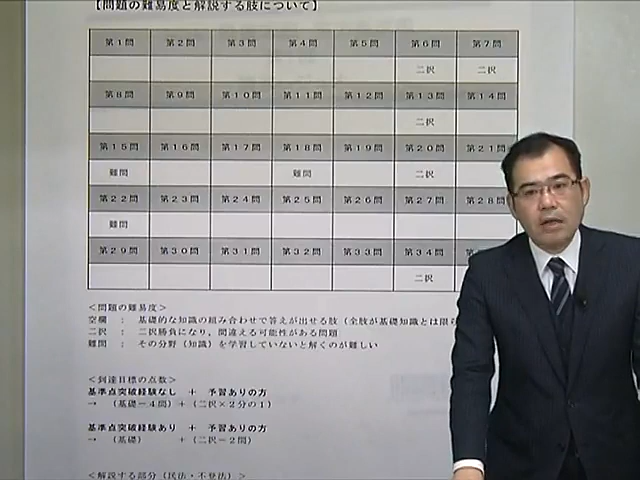 【問題の難易度と解説する肢について】
第1問 第2問 第3問 第4問 第5問 第6問 第7問
二択 二択
第8問 第9問 第10問 第11問 第12問 第13問 第14問
二択
第15問 第16問 第17問 第18問 第19問 第20問 第21問
難問 難問 二択
第22問 第23問 第24問 第25問 第26問 第27問 第28問
難問
第29問 第30問 第31問 第32問 第33問 第34問
二択
<問題の難易度>
空欄 : 基礎的な知識の組み合わせで答えが出せる肢(全肢が基礎知識とは限ら
二択 : 二択勝負になり、間違える可能性がある問題
難問 : その分野(知識)を学習していないと解くのが難しい
<到達目標の点数>
基準点突破経験なし + 予習ありの方
→ (基礎-4問)+(二択×2分の1)
基準点突破経験あり + 予習ありの方
→ (基礎) +(二択-2問)
<解説する部分(民法・不登法)>